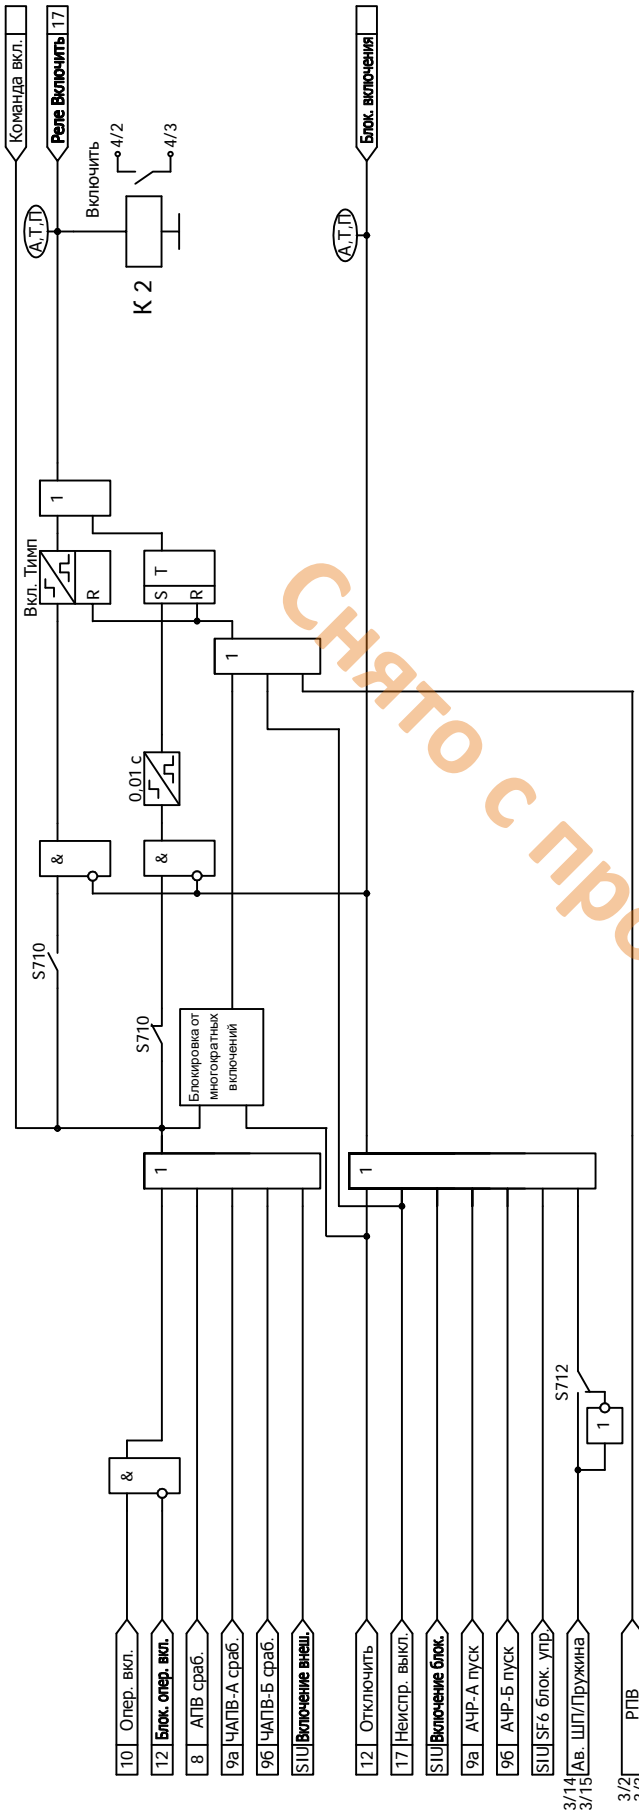 Команда вкл.
Реле Включить 17
А,Т,П
Включить
4/2
4/3
К 2
Блок. включения
А,Т,П
1
Вкл. Тимп
R
T
S
R
1
0,01 с
&
&
S710
S710
Блокировка от
многократных
включений
1
1
S712
1
&
10 Опер. вкл.
12 Блок. опер. вкл.
8 АПВ сраб.
9а ЧАПВ-А сраб.
9б ЧАПВ-Б сраб.
SIU Включение внеш.
12 Отключить
17 Неиспр. выкл.
SIU Включение блок.
9а АЧР-А пуск
9б АЧР-Б пуск
SIU SF6 блок. упр.
3/14 Ав. ШП/Пружина
3/15
3/2 РПВ
Снято с про